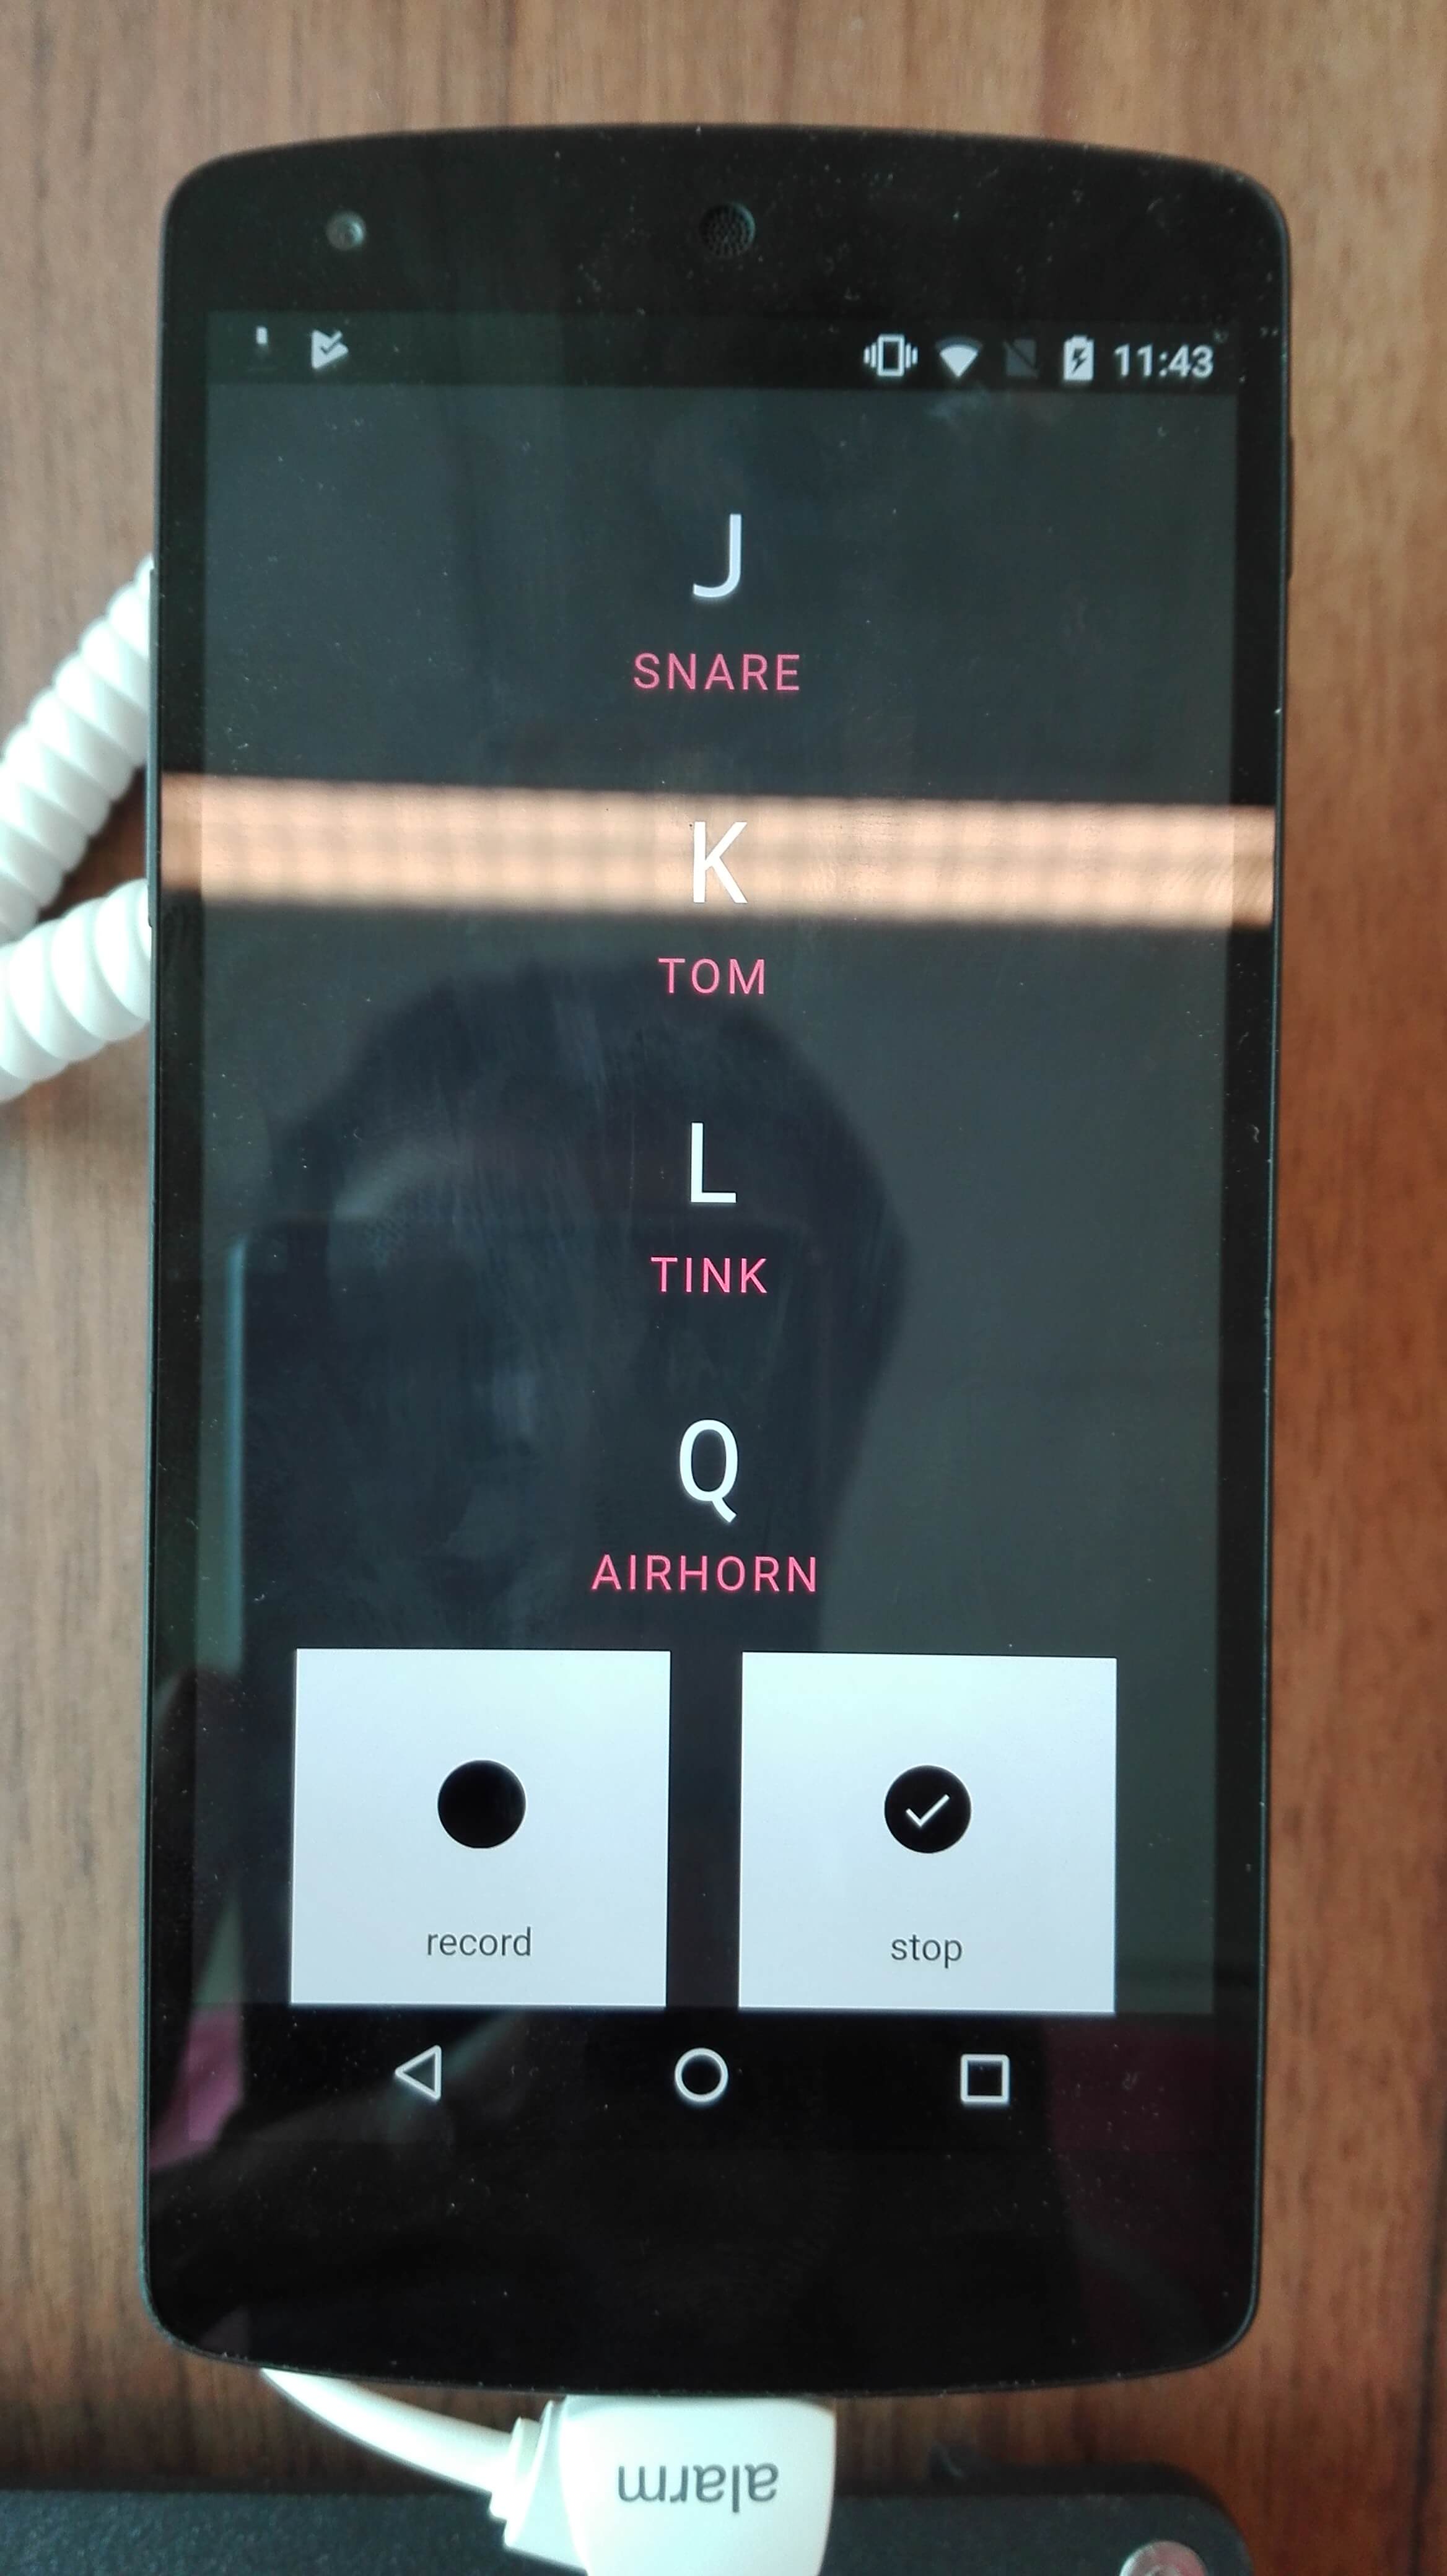 11:43
J
SNARE
K
TOM
L
TINK
Q
AIRHORN
record
stop
alarm